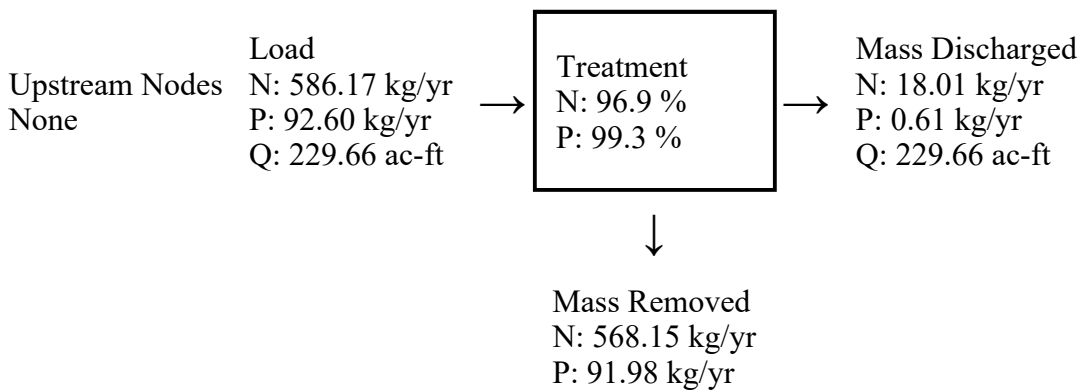 Upstream Nodes
None
Load
N: 586.17 kg/yr
P: 92.60 kg/yr
Q: 229.66 ac-ft
→
Treatment
N: 96.9 %
P: 99.3 %
→
Mass Discharged
N: 18.01 kg/yr
P: 0.61 kg/yr
Q: 229.66 ac-ft
↓
Mass Removed
N: 568.15 kg/yr
P: 91.98 kg/yr